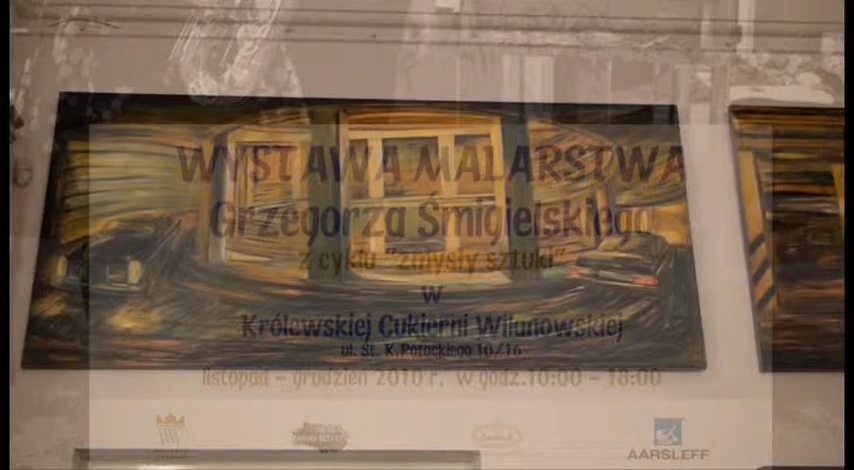 WYSTAWA MALARSTWA
Grzegorza Śmigielskiego
z cyklu "zmysły sztuki"
w
Królewskiej Cukierni Wilanowskiej
ul. St. K. Potockiego 10/16
listopad – grudzień 2010 r. w godz.10:00 – 18:00
AARSLEFF